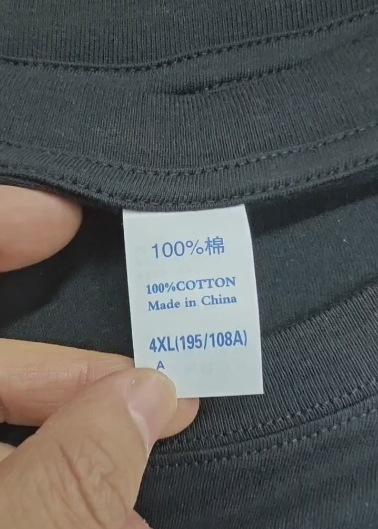 100%棉
100%COTTON
Made in China
4XL(195/108A)
A